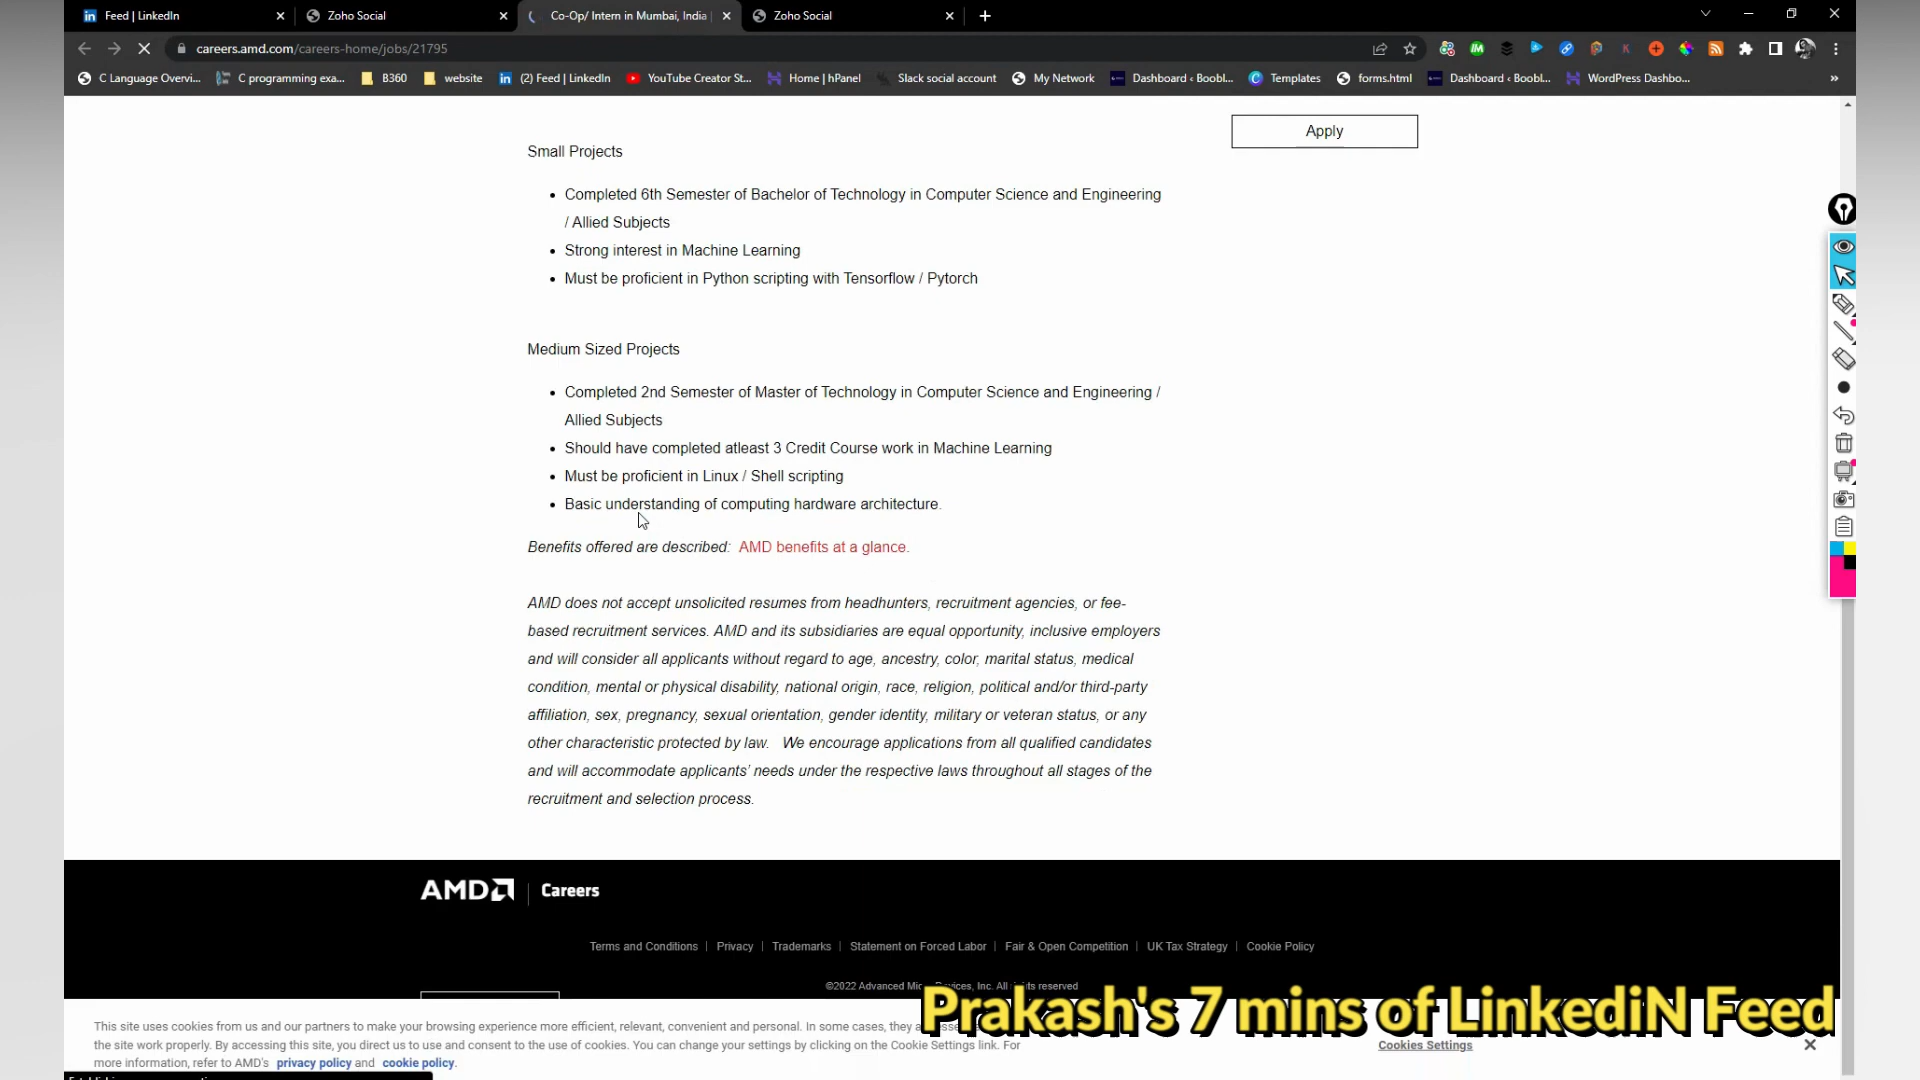 Feed | LinkedIn
Zoho Social
Co-Op/ Intern in Mumbai, India
Zoho Social
careers.amd.com/careers-home/jobs/21795
C Language Overvi...
C programming exa...
B360
website
(2) Feed | LinkedIn
YouTube Creator St...
Home | hPanel
Slack social account
My Network
Dashboard ‹ Boobl...
Templates
forms.html
Dashboard ‹ Boobl...
WordPress Dashbo...
»
Apply
Small Projects
• Completed 6th Semester of Bachelor of Technology in Computer Science and Engineering
/ Allied Subjects
• Strong interest in Machine Learning
• Must be proficient in Python scripting with Tensorflow / Pytorch
Medium Sized Projects
• Completed 2nd Semester of Master of Technology in Computer Science and Engineering /
Allied Subjects
• Should have completed atleast 3 Credit Course work in Machine Learning
• Must be proficient in Linux / Shell scripting
• Basic understanding of computing hardware architecture.
Benefits offered are described: AMD benefits at a glance.
AMD does not accept unsolicited resumes from headhunters, recruitment agencies, or fee-
based recruitment services. AMD and its subsidiaries are equal opportunity, inclusive employers
and will consider all applicants without regard to age, ancestry, color, marital status, medical
condition, mental or physical disability, national origin, race, religion, political and/or third-party
affiliation, sex, pregnancy, sexual orientation, gender identity, military or veteran status, or any
other characteristic protected by law. We encourage applications from all qualified candidates
and will accommodate applicants' needs under the respective laws throughout all stages of the
recruitment and selection process.
AMD | Careers
Terms and Conditions | Privacy | Trademarks | Statement on Forced Labor | Fair & Open Competition | UK Tax Strategy | Cookie Policy
©2022 Advanced Micro Devices, Inc. All rights reserved
Prakash's 7 mins of LinkediN Feed
This site uses cookies from us and our partners to make your browsing experience more efficient, relevant, convenient and personal. In some cases, they
the site work properly. By accessing this site, you direct us to use and consent to the use of cookies. You can change your settings by clicking on the Cookie Settings link. For
more information, refer to AMD's privacy policy and cookie policy.
Cookies Settings